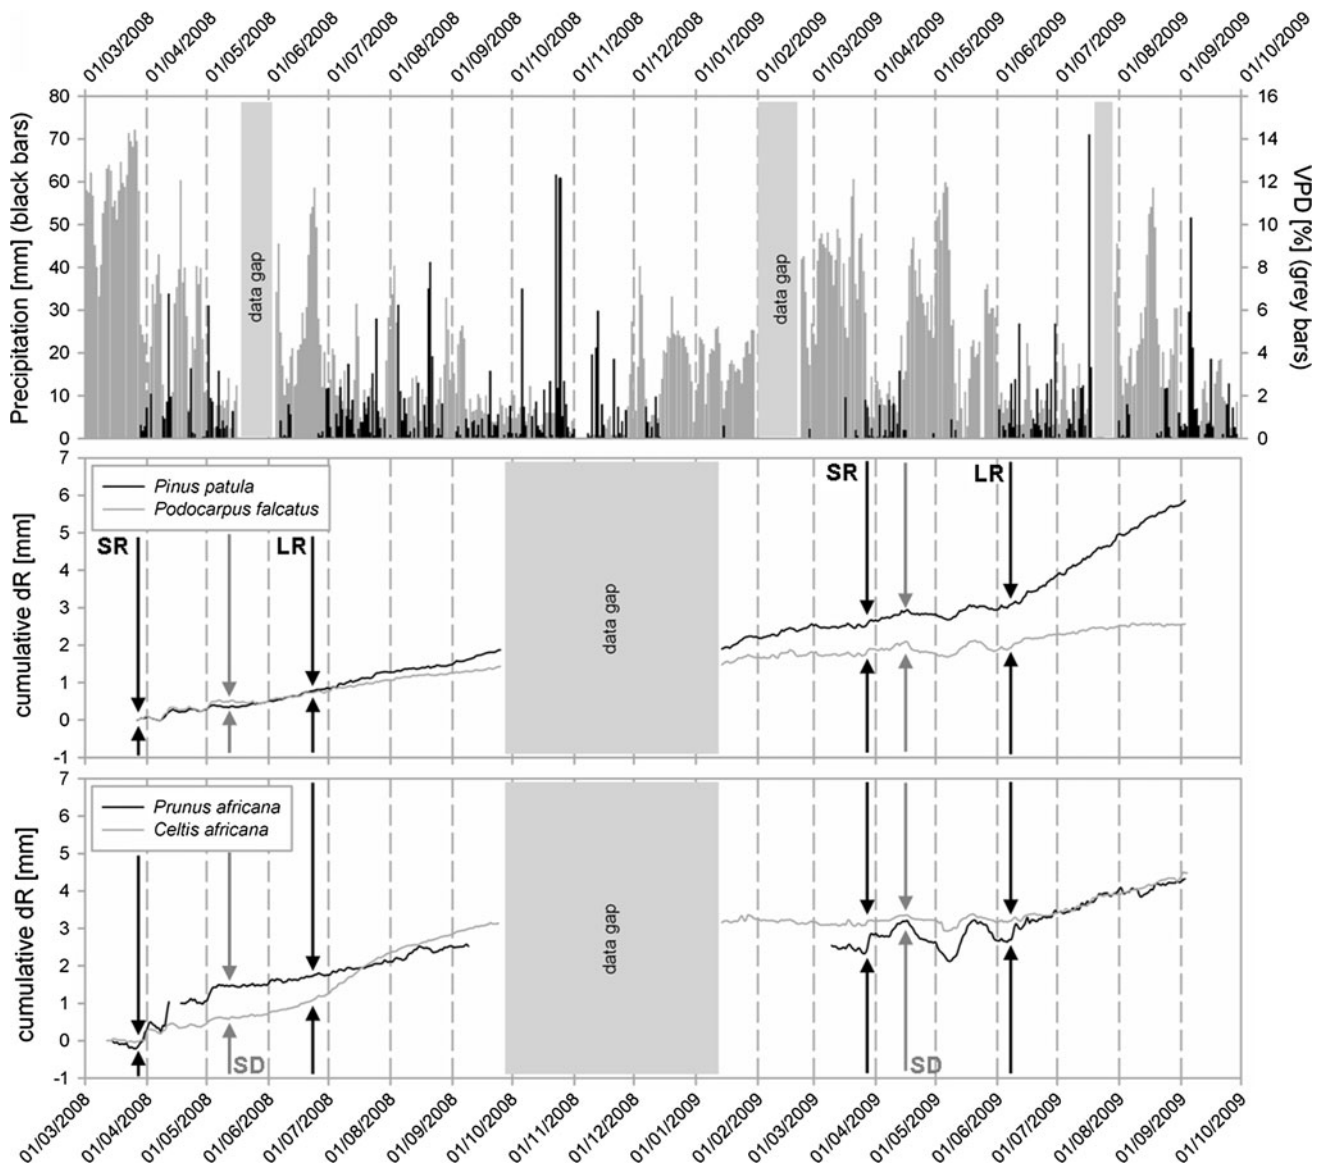 01/03/2008 01/04/2008 01/05/2008 01/06/2008 01/07/2008 01/08/2008 01/09/2008 01/10/2008 01/11/2008 01/12/2008 01/01/2009 01/02/2009 01/03/2009 01/04/2009 01/05/2009 01/06/2009 01/07/2009 01/08/2009 01/09/2009 01/10/2009
Precipitation [mm] (black bars)
80
70
60
50
40
30
20
10
0
data gap
data gap
data gap
16
14
12
10
8
6
4
2
0
VPD [%] (grey bars)
cumulative dR [mm]
7
6
5
4
3
2
1
0
-1
Pinus patula
Podocarpus falcatus
SR
LR
data gap
SR
LR
cumulative dR [mm]
7
6
5
4
3
2
1
0
-1
Prunus africana
Celtis africana
SD
data gap
SD
01/03/2008 01/04/2008 01/05/2008 01/06/2008 01/07/2008 01/08/2008 01/09/2008 01/10/2008 01/11/2008 01/12/2008 01/01/2009 01/02/2009 01/03/2009 01/04/2009 01/05/2009 01/06/2009 01/07/2009 01/08/2009 01/09/2009 01/10/2009